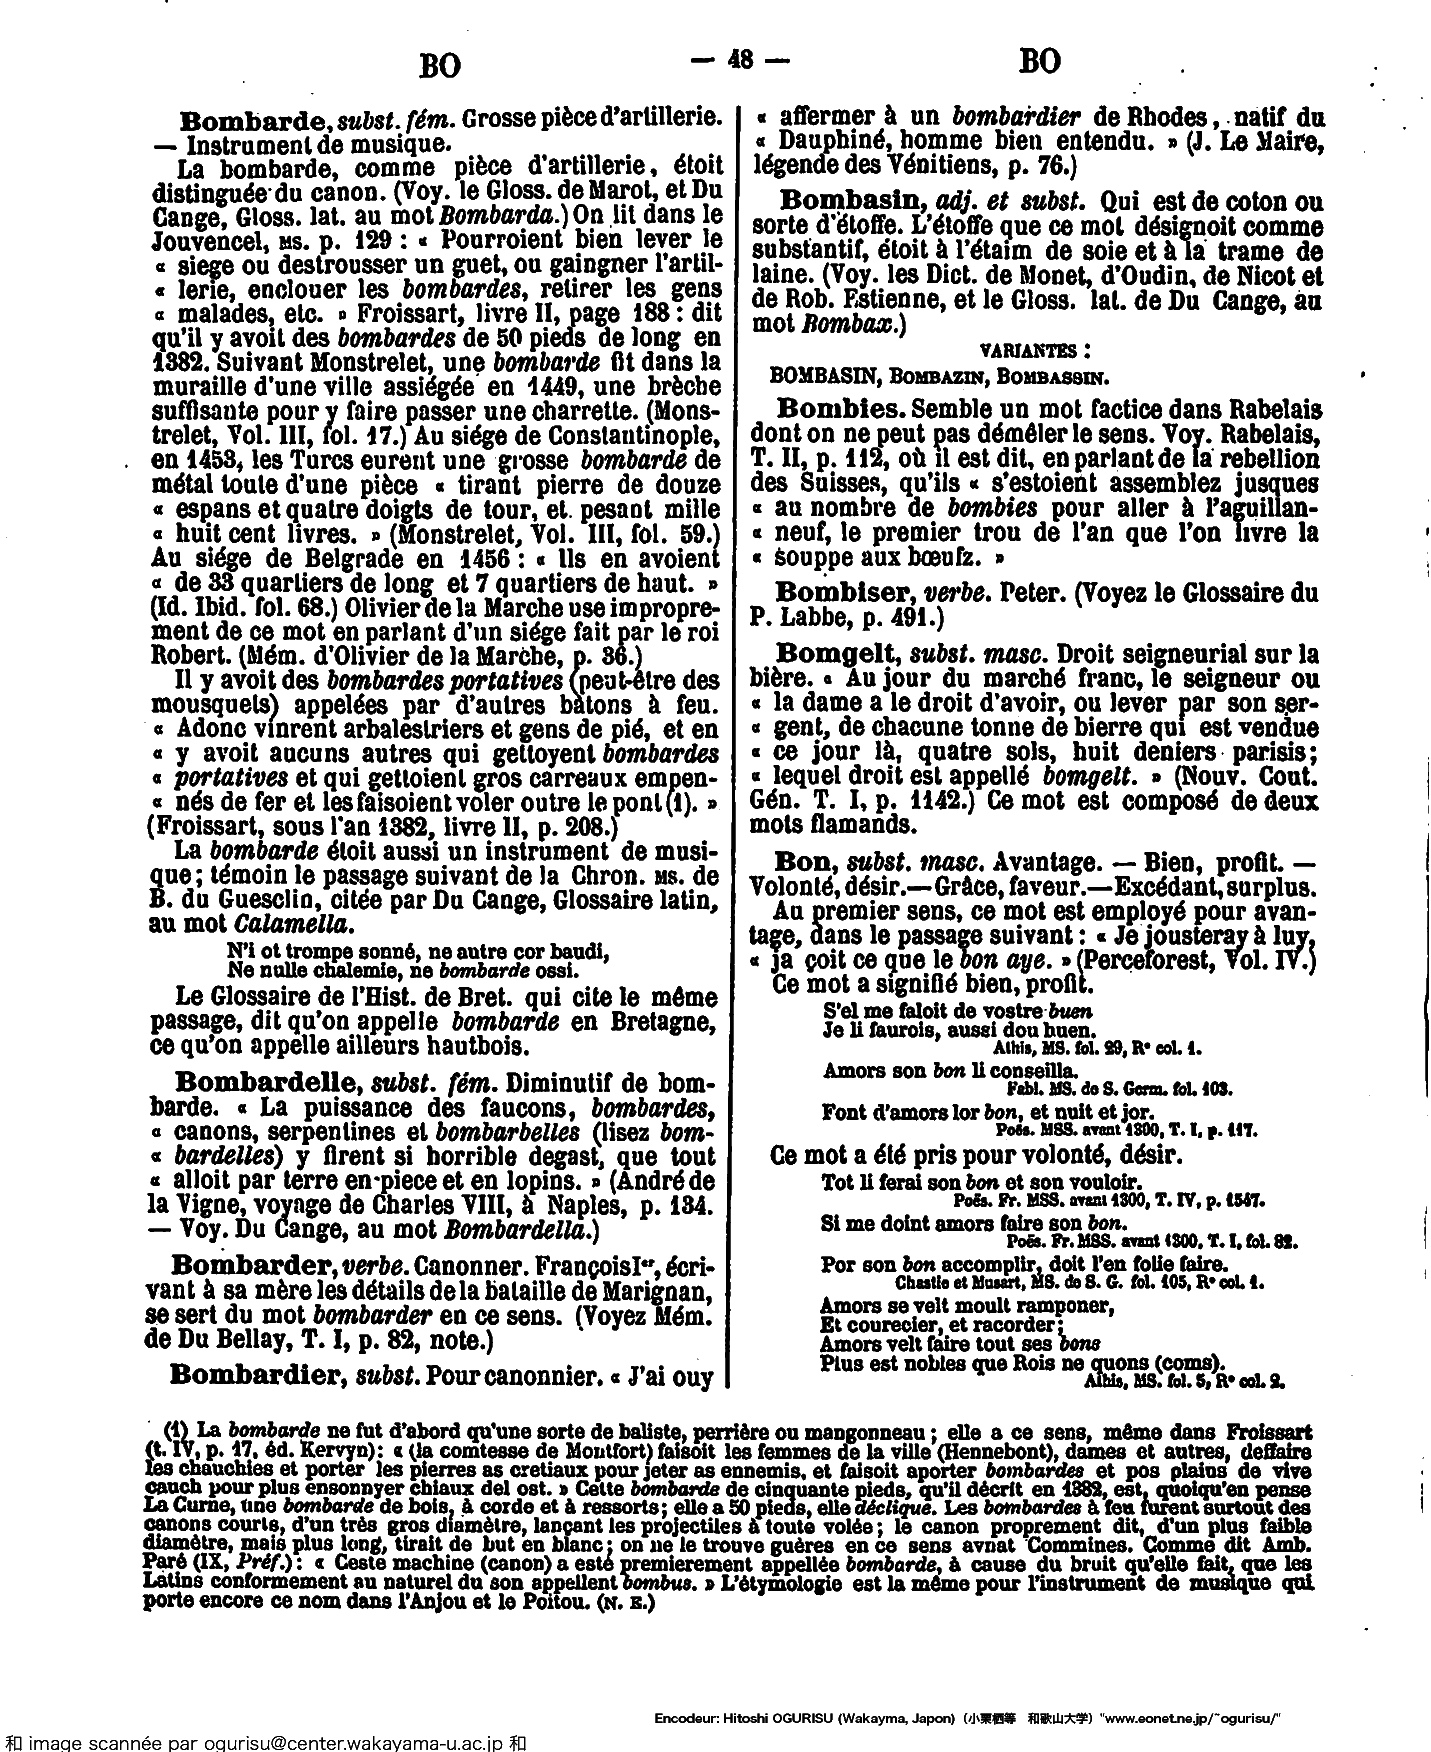 BO — 48 — BO
Bombarde, subst. fém. Grosse pièce d'artillerie.
— Instrument de musique.
La bombarde, comme pièce d'artillerie, étoit
distinguée du canon. (Voy. le Gloss. de Marot, et Du
Cange, Gloss. lat. au mot Bombarda.) On lit dans le
Jouvencel, MS. p. 129 : « Pourroient bien lever le
« siege ou destrousser un guet, ou gaingner l'artil-
« lerie, enclouer les bombardes, retirer les gens
« malades, etc. » Froissart, livre II, page 188 : dit
qu'il y avoit des bombardes de 50 pieds de long en
1382. Suivant Monstrelet, une bombarde fit dans la
muraille d'une ville assiégée en 1449, une brèche
suffisante pour y faire passer une charrette. (Mons-
trelet, Vol. III, fol. 17.) Au siége de Constantinople,
en 1453, les Turcs eurent une grosse bombarde de
métal toute d'une pièce « tirant pierre de douze
« espans et quatre doigts de tour, et pesant mille
« huit cent livres. » (Monstrelet, Vol. III, fol. 59.)
Au siége de Belgrade en 1456 : « Ils en avoient
« de 33 quartiers de long et 7 quartiers de haut. »
(Id. Ibid. fol. 68.) Olivier de la Marche use impropre-
ment de ce mot en parlant d'un siége fait par le roi
Robert. (Mém. d'Olivier de la Marche, p. 36.)
Il y avoit des bombardes portatives (peut-être des
mousquets) appelées par d'autres bâtons à feu.
« Adonc vinrent arbalestriers et gens de pié, et en
« y avoit aucuns autres qui gettoyent bombardes
« portatives et qui gettoient gros carreaux empen-
« nés de fer et les faisoient voler outre le pont (1). »
(Froissart, sous l'an 1382, livre II, p. 208.)
La bombarde étoit aussi un instrument de musi-
que ; témoin le passage suivant de la Chron. MS. de
B. du Guesclin, citée par Du Cange, Glossaire latin,
au mot Calamella.
N'i ot trompe sonné, ne autre cor baudi,
Ne nulle chalemie, ne bombarde ossi.
Le Glossaire de l'Hist. de Bret. qui cite le même
passage, dit qu'on appelle bombarde en Bretagne,
ce qu'on appelle ailleurs hautbois.
Bombardelle, subst. fém. Diminutif de bom-
barde. « La puissance des faucons, bombardes,
« canons, serpentines et bombarbelles (lisez bom-
« bardelles) y firent si horrible degast, que tout
« alloit par terre en piece et en lopins. » (André de
la Vigne, voyage de Charles VIII, à Naples, p. 134.
— Voy. Du Cange, au mot Bombardella.)
Bombarder, verbe. Canonner. François Ier, écri-
vant à sa mère les détails de la bataille de Marignan,
se sert du mot bombarder en ce sens. (Voyez Mém.
de Du Bellay, T. I, p. 82, note.)
Bombardier, subst. Pour canonnier. « J'ai ouy
« affermer à un bombardier de Rhodes, natif du
« Dauphiné, homme bien entendu. » (J. Le Maire,
légende des Vénitiens, p. 76.)
Bombasin, adj. et subst. Qui est de coton ou
sorte d'étoffe. L'étoffe que ce mot désignoit comme
substantif, étoit à l'étaim de soie et à la trame de
laine. (Voy. les Dict. de Monet, d'Oudin, de Nicot et
de Rob. Estienne, et le Gloss. lat. de Du Cange, au
mot Bombax.)
VARIANTES :
BOMBASIN, BOMBAZIN, BOMBASSIN.
Bombies. Semble un mot factice dans Rabelais
dont on ne peut pas démêler le sens. Voy. Rabelais,
T. II, p. 112, où il est dit, en parlant de la rebellion
des Suisses, qu'ils « s'estoient assemblez jusques
« au nombre de bombies pour aller à l'aguillan-
« neuf, le premier trou de l'an que l'on livre la
« souppe aux bœufz. »
Bombiser, verbe. Peter. (Voyez le Glossaire du
P. Labbe, p. 491.)
Bomgelt, subst. masc. Droit seigneurial sur la
bière. « Au jour du marché franc, le seigneur ou
« la dame a le droit d'avoir, ou lever par son ser-
« gent, de chacune tonne de bierre qui est vendue
« ce jour là, quatre sols, huit deniers parisis ;
« lequel droit est appellé bomgelt. » (Nouv. Cout.
Gén. T. I, p. 1142.) Ce mot est composé de deux
mots flamands.
Bon, subst. masc. Avantage. — Bien, profit. —
Volonté, désir. — Grâce, faveur. — Excédant, surplus.
Au premier sens, ce mot est employé pour avan-
tage, dans le passage suivant : « Je jousteray à luy,
« ja çoit ce que le bon aye. » (Perceforest, Vol. IV.)
Ce mot a signifié bien, profit.
S'el me faloit de vostre buen
Je li faurois, aussi dou huen.
Athis, MS. fol. 29, R° col. 1.
Amors son bon li conseilla.
Fabl. MS. de S. Germ. fol. 103.
Font d'amors lor bon, et nuit et jor.
Poës. MSS. avant 1300, T. I, p. 117.
Ce mot a été pris pour volonté, désir.
Tot li ferai son bon et son vouloir.
Poës. Fr. MSS. avant 1300, T. IV, p. 1547.
Si me doint amors faire son bon.
Poës. Fr. MSS. avant 1300, T. I, fol. 82.
Por son bon accomplir, doit l'en folie faire.
Chastie et Musart, MS. de S. G. fol. 105, R° col. 1.
Amors se velt moult ramponer,
Et courecier, et racorder ;
Amors velt faire tout ses bons
Plus est nobles que Rois ne quons (coms).
Athis, MS. fol. 5, R° col. 2.
(1) La bombarde ne fut d'abord qu'une sorte de baliste, perrière ou mangonneau ; elle a ce sens, même dans Froissart
(t. IV, p. 17, éd. Kervyn) : « (la comtesse de Montfort) faisoit les femmes de la ville (Hennebont), dames et autres, deffaire
les chauchies et porter les pierres as cretiaux pour jeter as ennemis, et faisoit aporter bombardes et pos plains de vive
cauch pour plus ensonnyer chiaux del ost. » Cette bombarde de cinquante pieds, qu'il décrit en 1382, est, quoiqu'en pense
La Curne, une bombarde de bois, à corde et à ressorts ; elle a 50 pieds, elle déclique. Les bombardes à feu furent surtout des
canons courts, d'un très gros diamètre, lançant les projectiles à toute volée ; le canon proprement dit, d'un plus faible
diamètre, mais plus long, tirait de but en blanc ; on ne le trouve guères en ce sens avnat Commines. Comme dit Amb.
Paré (IX, Préf.) : « Ceste machine (canon) a esté premierement appellée bombarde, à cause du bruit qu'elle fait, que les
Latins conformement au naturel du son appellent bombus. » L'étymologie est la même pour l'instrument de musique qui
porte encore ce nom dans l'Anjou et le Poitou. (N. E.)
Encodeur: Hitoshi OGURISU (Wakayma, Japon) (小栗栖等 和歌山大学) "www.eonet.ne.jp/~ogurisu/"
和 image scannée par ogurisu@center.wakayama-u.ac.jp 和